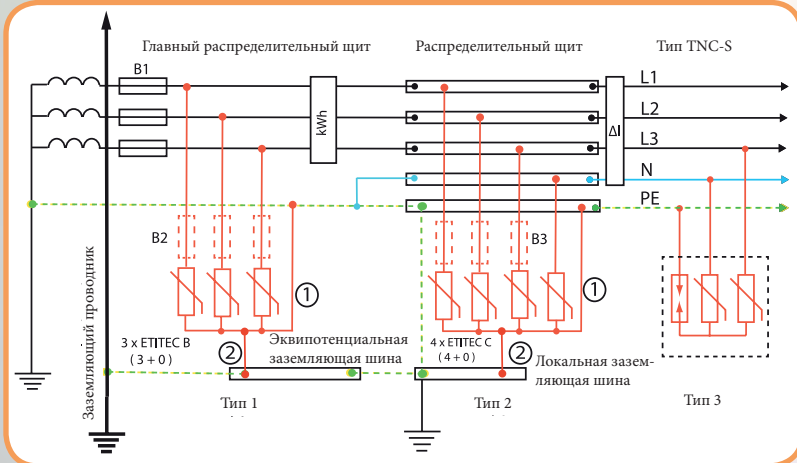 Главный распределительный щит
Распределительный щит
Тип TNC-S
B1
kWh
ΔI
L1
L2
L3
N
PE
B2
B3
1
1
Заземляющий проводник
3 x ETITEC B
(3 + 0)
2
Эквипотенциальная
заземляющая шина
4 x ETITEC C
(4+0)
2
Локальная зазем-
ляющая шина
Тип 1
Тип 2
Тип 3